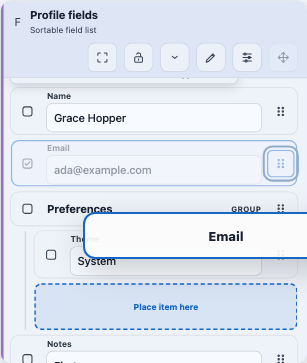 F
Profile fields
Sortable field list
Name
Grace Hopper
Email
ada@example.com
Preferences
GROUP
Email
System
Place item here
Notes